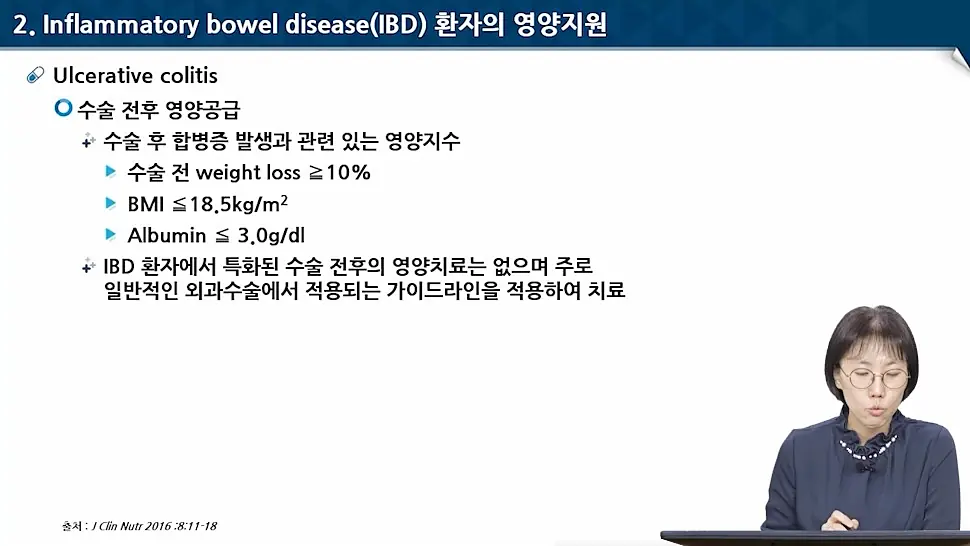 2. Inflammatory bowel disease(IBD) 환자의 영양지원
Ulcerative colitis
수술 전후 영양공급
수술 후 합병증 발생과 관련 있는 영양지수
수술 전 weight loss ≧10%
BMI ≦18.5kg/m²
Albumin ≦ 3.0g/dl
IBD 환자에서 특화된 수술 전후의 영양치료는 없으며 주로
일반적인 외과수술에서 적용되는 가이드라인을 적용하여 치료
출처 : J Clin Nutr 2016 :8:11-18